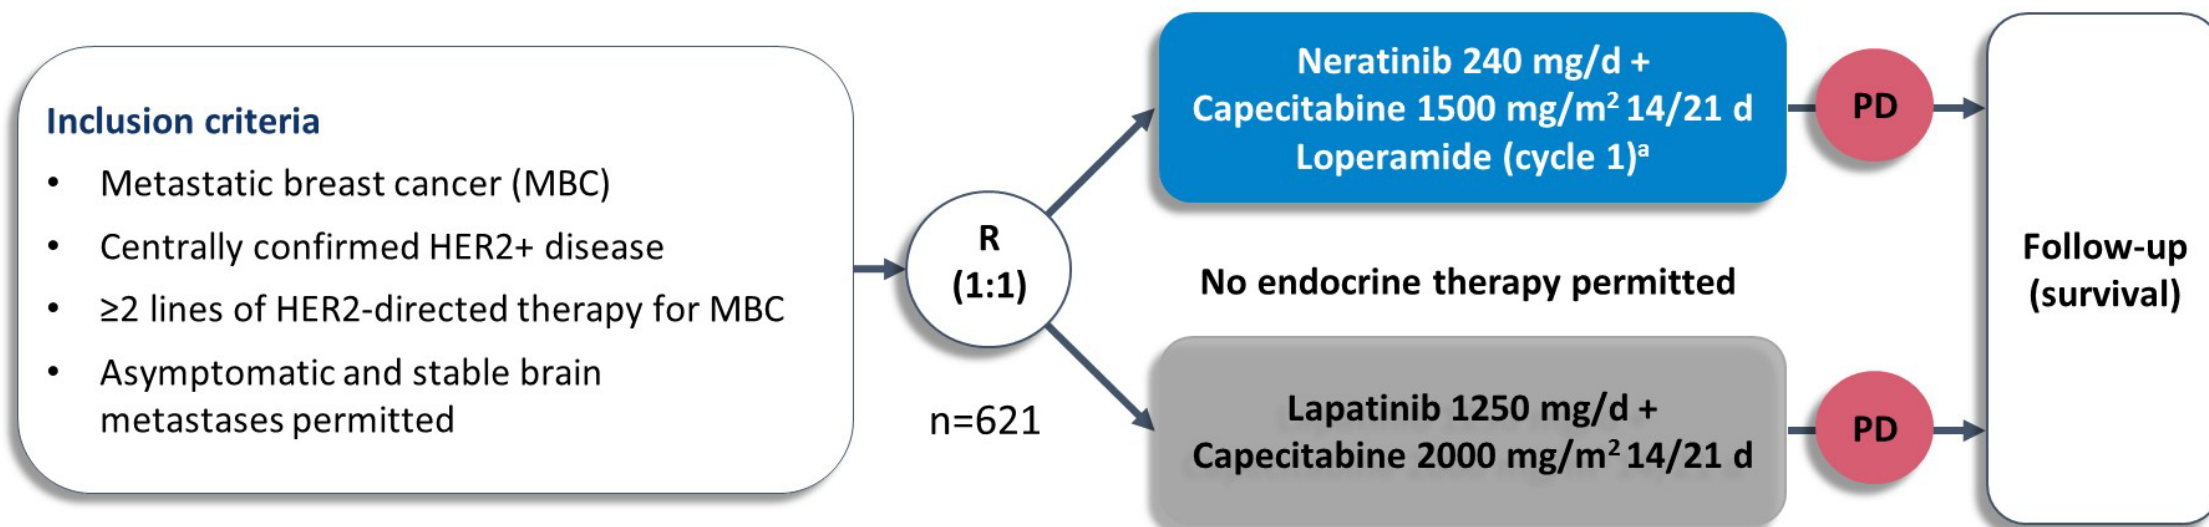 Inclusion criteria
• Metastatic breast cancer (MBC)
• Centrally confirmed HER2+ disease
• ≥2 lines of HER2-directed therapy for MBC
• Asymptomatic and stable brain
metastases permitted
R
(1:1)
n=621
Neratinib 240 mg/d +
Capecitabine 1500 mg/m² 14/21 d
Loperamide (cycle 1)ᵃ
PD
No endocrine therapy permitted
Lapatinib 1250 mg/d +
Capecitabine 2000 mg/m² 14/21 d
PD
Follow-up
(survival)